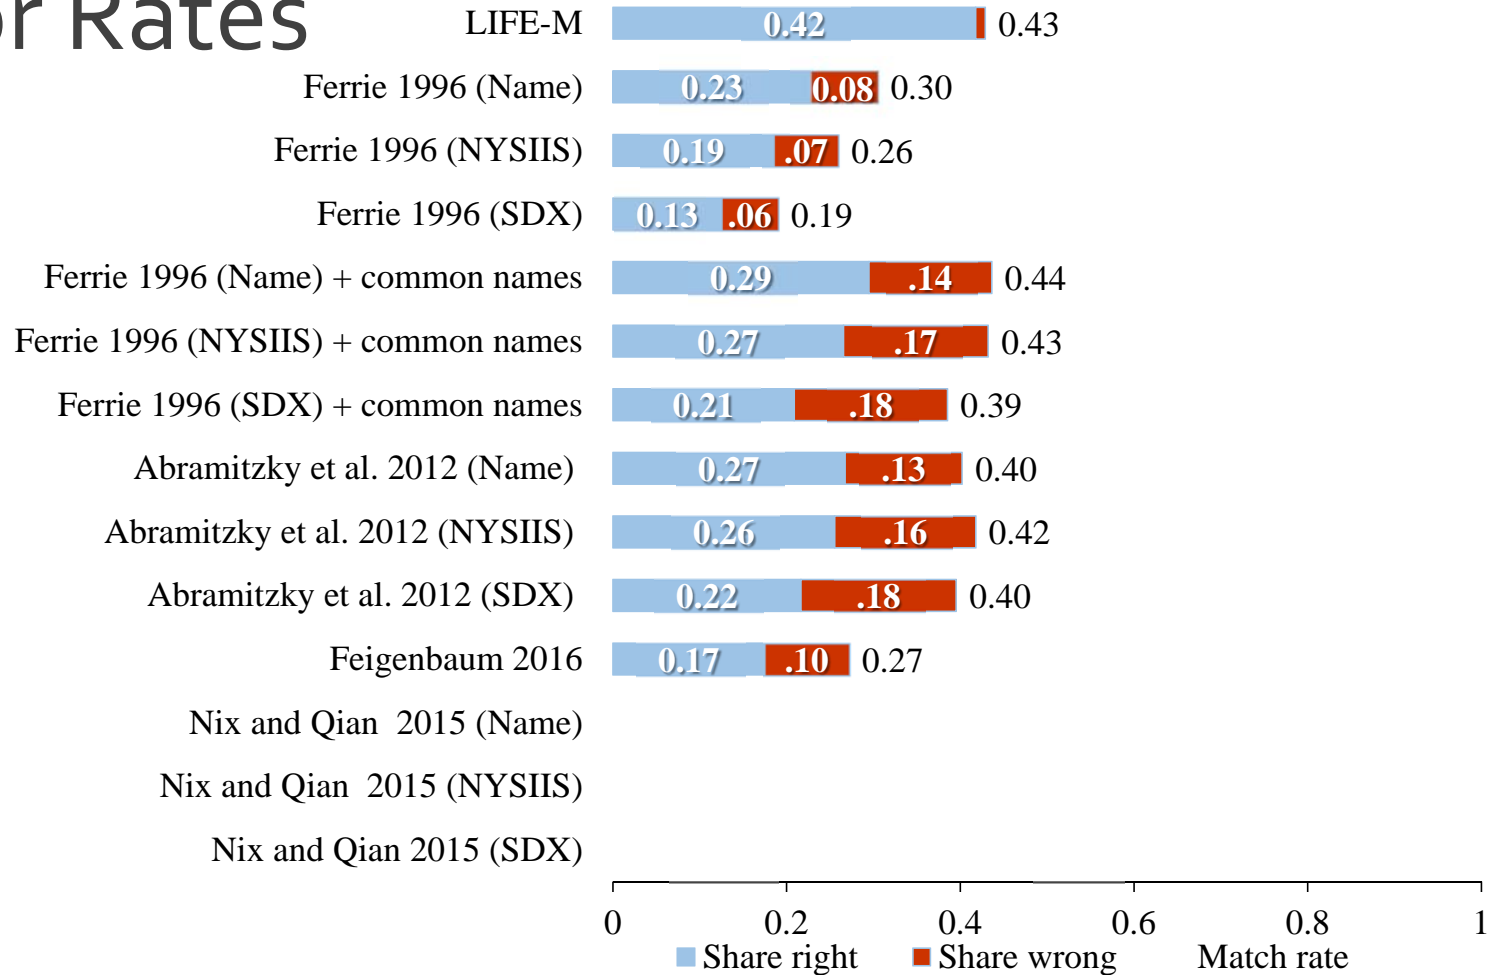 or Rates
LIFE-M 0.42 0.43
Ferrie 1996 (Name) 0.23 0.08 0.30
Ferrie 1996 (NYSIIS) 0.19 .07 0.26
Ferrie 1996 (SDX) 0.13 .06 0.19
Ferrie 1996 (Name) + common names 0.29 .14 0.44
Ferrie 1996 (NYSIIS) + common names 0.27 .17 0.43
Ferrie 1996 (SDX) + common names 0.21 .18 0.39
Abramitzky et al. 2012 (Name) 0.27 .13 0.40
Abramitzky et al. 2012 (NYSIIS) 0.26 .16 0.42
Abramitzky et al. 2012 (SDX) 0.22 .18 0.40
Feigenbaum 2016 0.17 .10 0.27
Nix and Qian 2015 (Name)
Nix and Qian 2015 (NYSIIS)
Nix and Qian 2015 (SDX)
0 0.2 0.4 0.6 0.8 1
Share right Share wrong Match rate